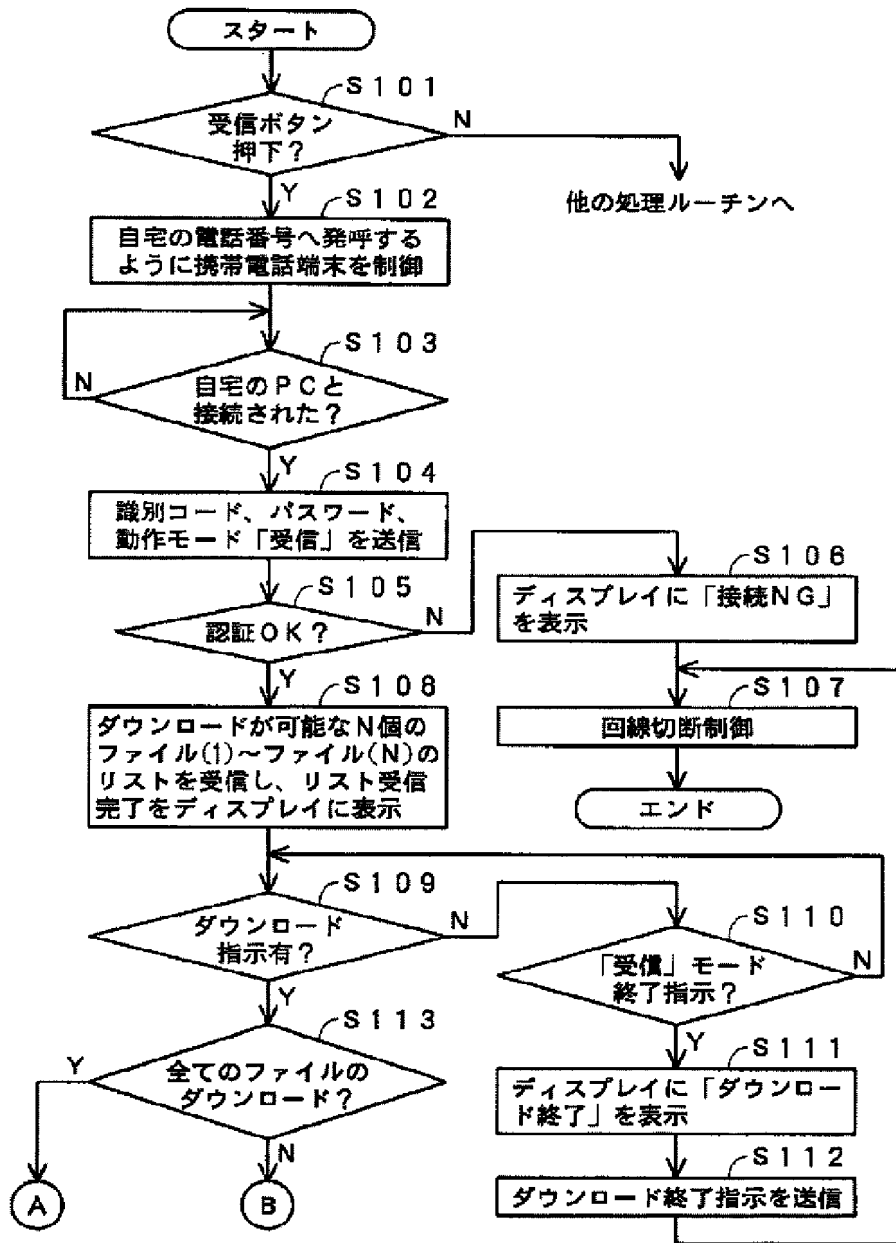 スタート
S101
受信ボタン
押下？
N
Y
他の処理ルーチンへ
S102
自宅の電話番号へ発呼する
ように携帯電話端末を制御
S103
N
自宅のＰＣと
接続された？
Y
S104
識別コード、パスワード、
動作モード「受信」を送信
S105
N
認証ＯＫ？
Y
S106
ディスプレイに「接続ＮＧ」
を表示
S107
回線切断制御
エンド
S108
ダウンロードが可能なＮ個の
ファイル(1)～ファイル(N)の
リストを受信し、リスト受信
完了をディスプレイに表示
S109
N
ダウンロード
指示有？
Y
S110
N
「受信」モード
終了指示？
Y
S111
ディスプレイに「ダウンロー
ド終了」を表示
S112
ダウンロード終了指示を送信
S113
Y
全てのファイルの
ダウンロード？
N
A
B